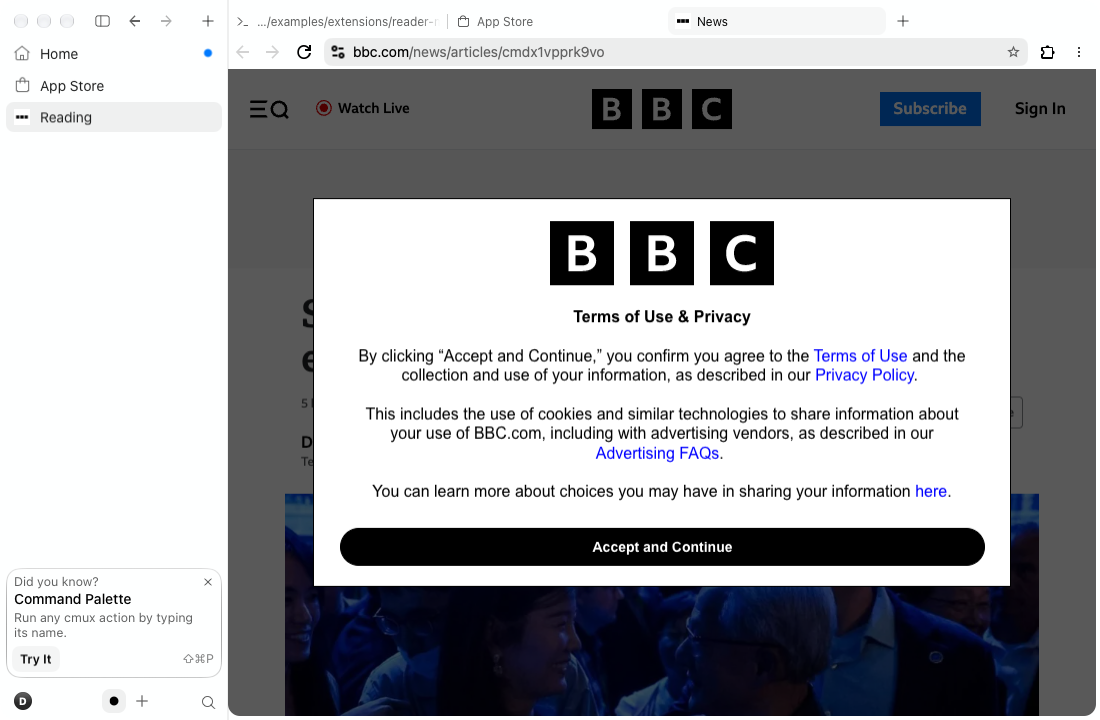 .../examples/extensions/reader-r
App Store
News
Home
bbc.com/news/articles/cmdx1vpprk9vo
App Store
Reading
Watch Live
BBC
Subscribe
Sign In
BBC
Terms of Use & Privacy
By clicking “Accept and Continue,” you confirm you agree to the Terms of Use and the
collection and use of your information, as described in our Privacy Policy.
This includes the use of cookies and similar technologies to share information about
your use of BBC.com, including with advertising vendors, as described in our
Advertising FAQs.
You can learn more about choices you may have in sharing your information here.
Accept and Continue
Did you know?
Command Palette
Run any cmux action by typing
its name.
Try It
⇧⌘P
D